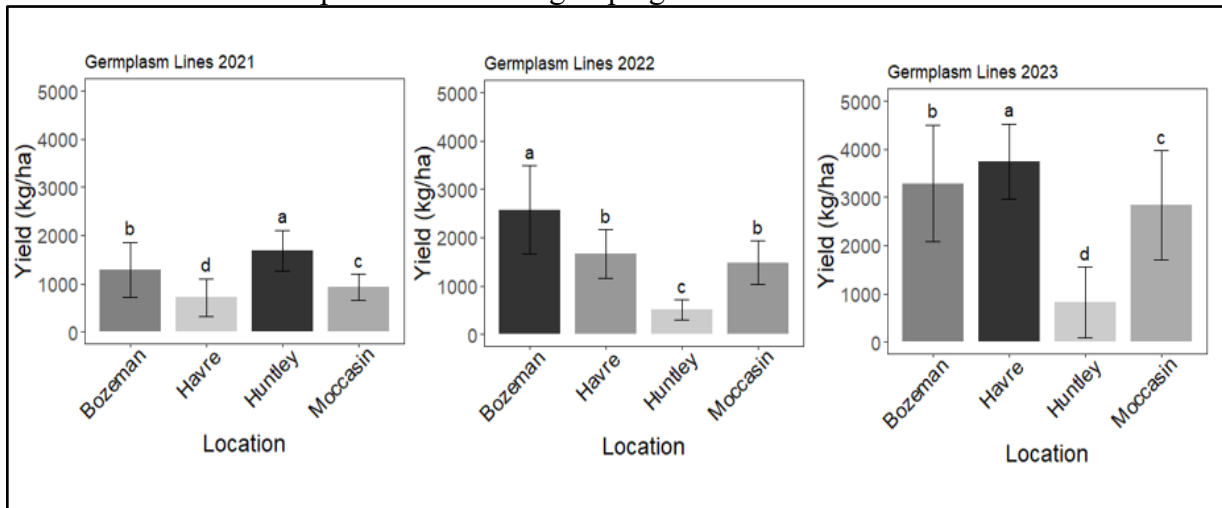 Germplasm Lines 2021
Yield (kg/ha)
5000
4000
3000
2000
1000
0
b
d
a
c
Bozeman
Havre
Huntley
Moccasin
Location
Germplasm Lines 2022
Yield (kg/ha)
5000
4000
3000
2000
1000
0
a
b
c
b
Bozeman
Havre
Huntley
Moccasin
Location
Germplasm Lines 2023
Yield (kg/ha)
5000
4000
3000
2000
1000
0
b
a
d
c
Bozeman
Havre
Huntley
Moccasin
Location